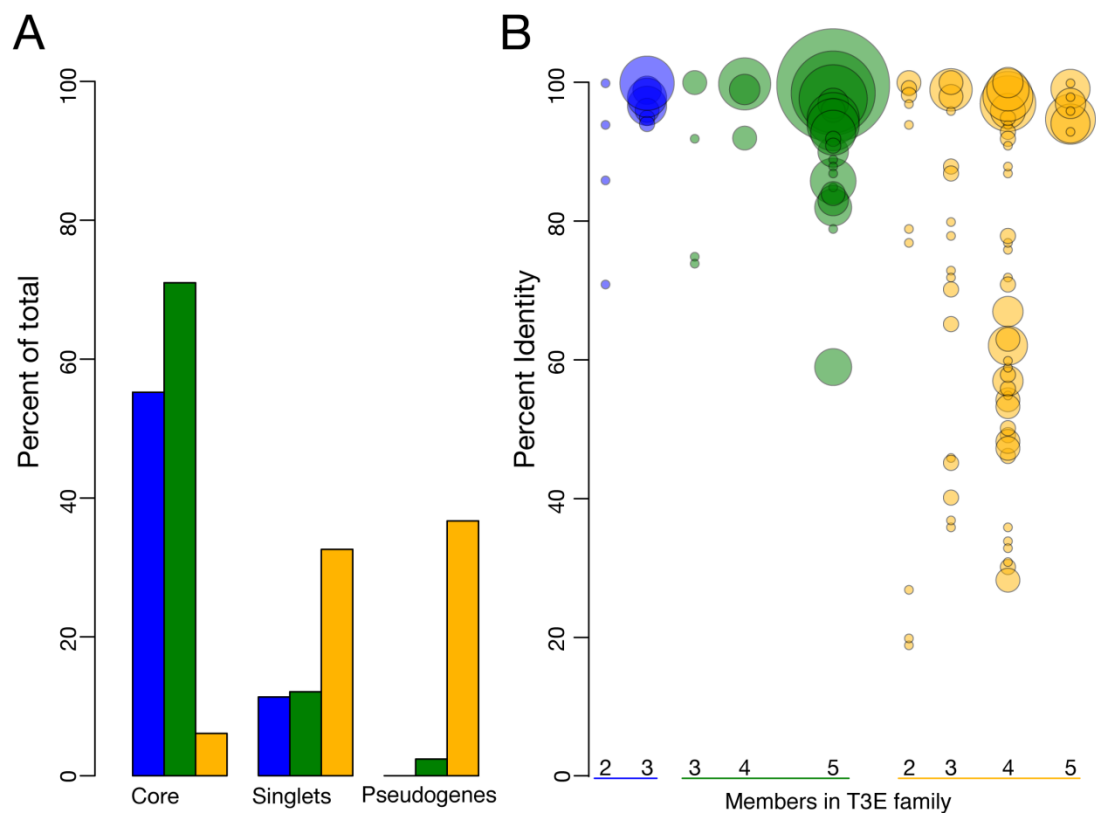 A
Percent of total
0 20 40 60 80 100
Core Singlets Pseudogenes
B
Percent Identity
0 20 40 60 80 100
2 3 3 4 5 2 3 4 5
Members in T3E family